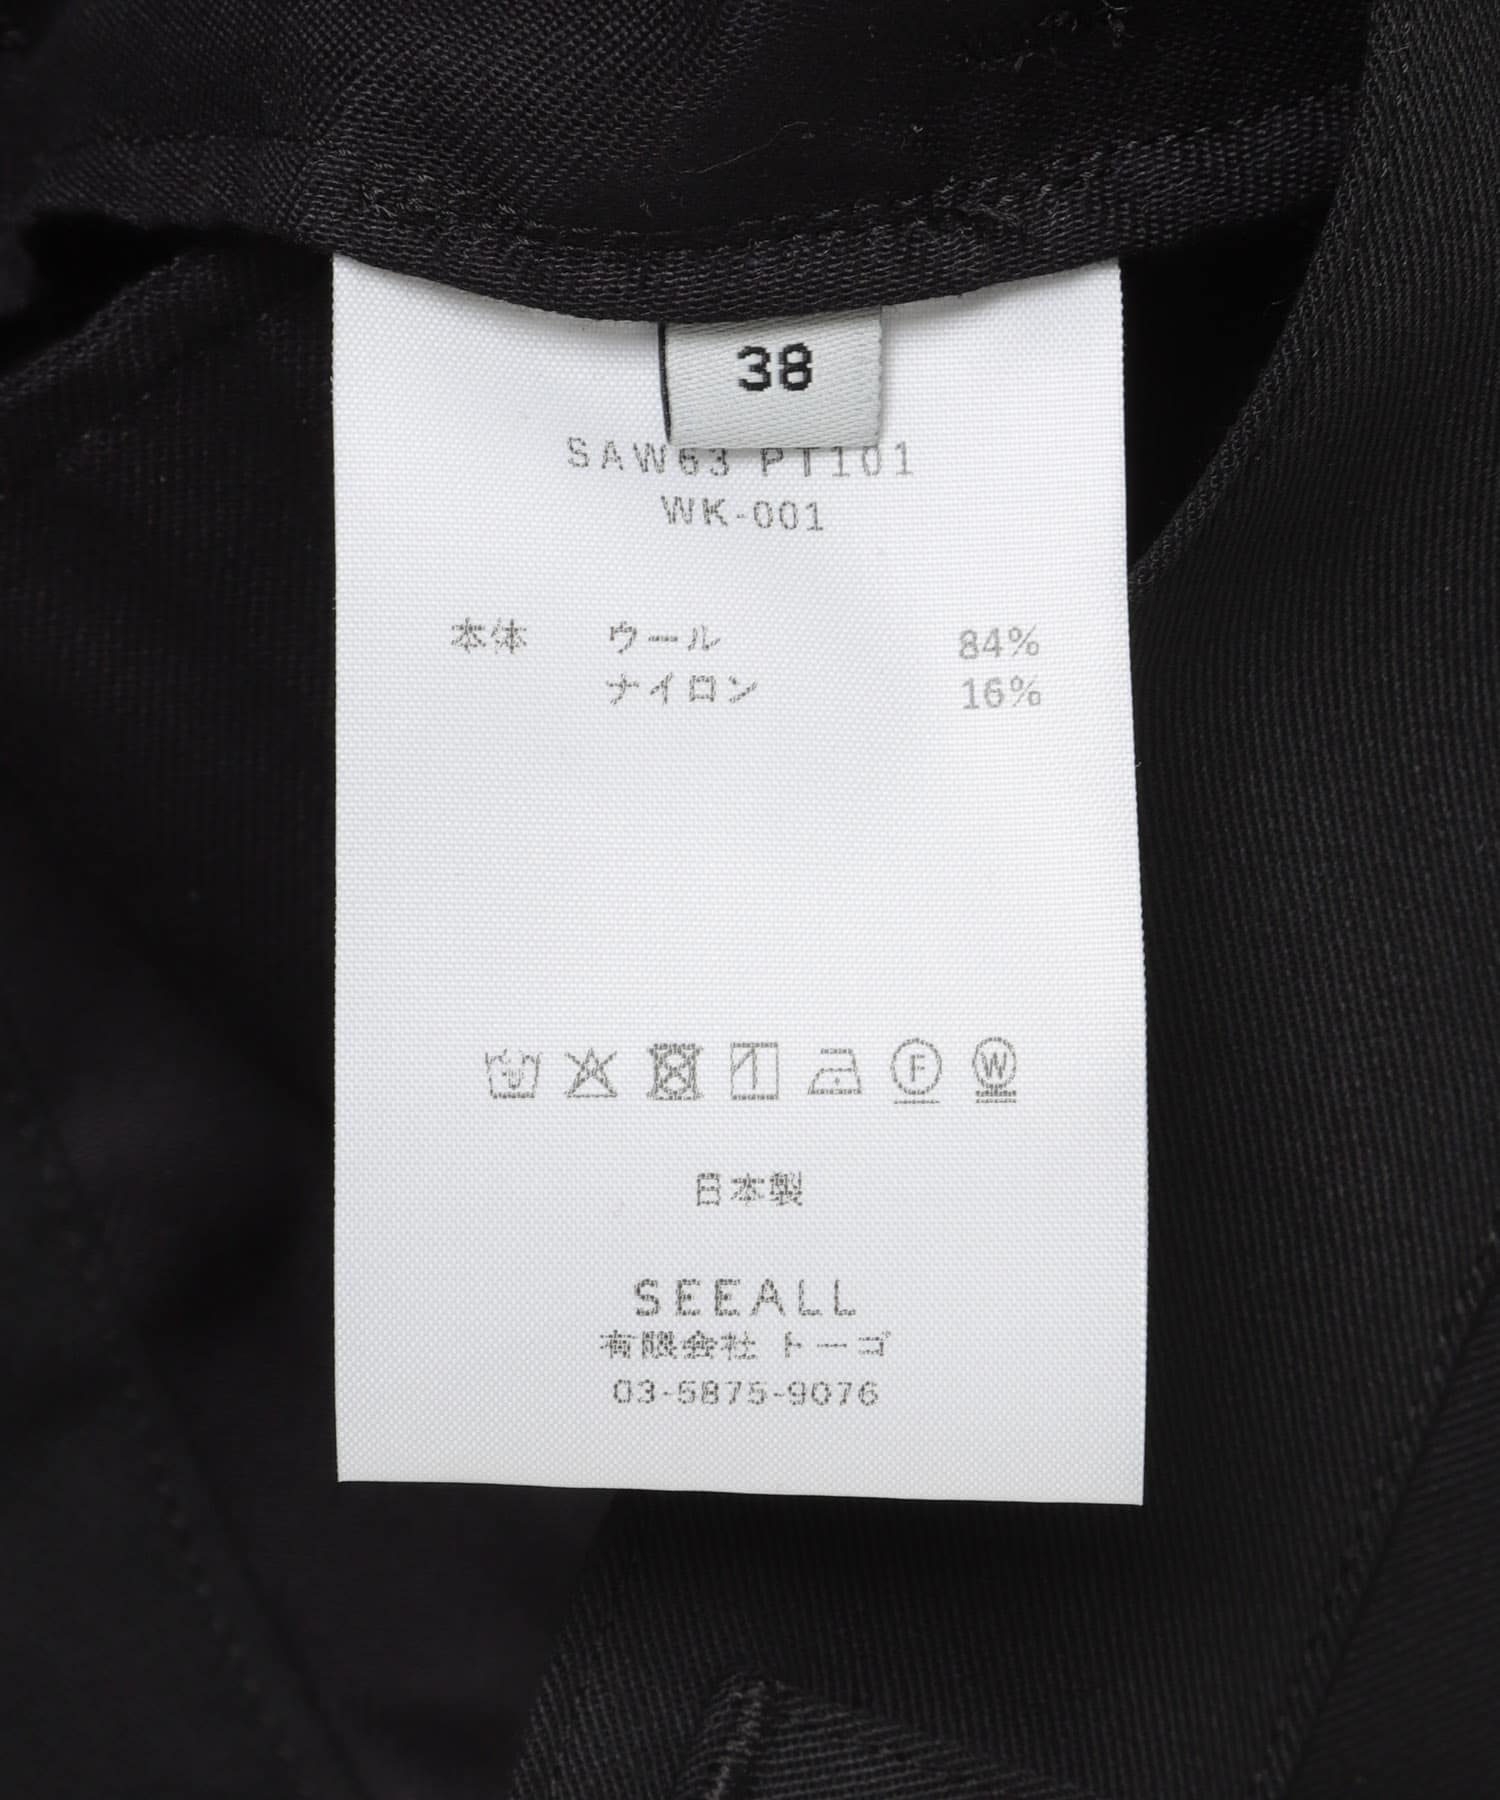 38
SAW63 PT101
WK-001
本体 ウール 84%
ナイロン 16%
F W
日本製
SEEALL
有限会社 トーゴ
03-5875-9076